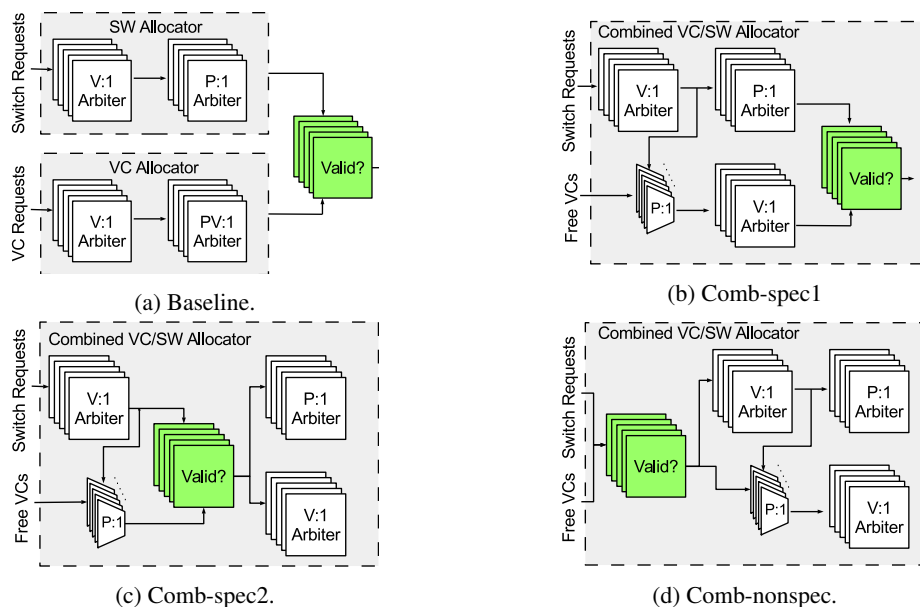 SW Allocator
Switch Requests
V:1
Arbiter
P:1
Arbiter
Valid?
VC Allocator
VC Requests
V:1
Arbiter
PV:1
Arbiter
(a) Baseline.
Combined VC/SW Allocator
Switch Requests
V:1
Arbiter
P:1
Arbiter
Valid?
Free VCs
P:1
V:1
Arbiter
(b) Comb-spec1
Combined VC/SW Allocator
Switch Requests
V:1
Arbiter
P:1
Arbiter
Valid?
Free VCs
P:1
V:1
Arbiter
(c) Comb-spec2.
Combined VC/SW Allocator
Switch Requests
V:1
Arbiter
P:1
Arbiter
Valid?
Free VCs
P:1
V:1
Arbiter
(d) Comb-nonspec.